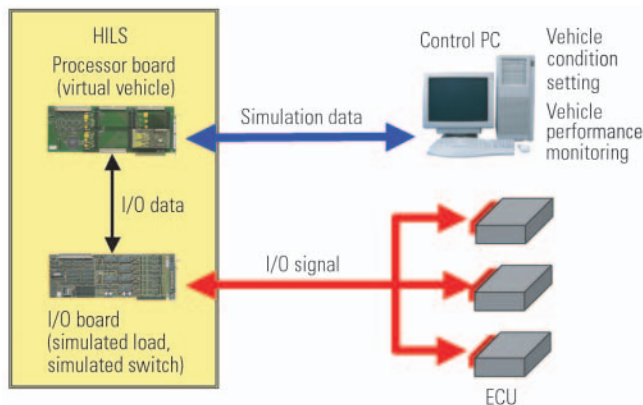 HILS
Processor board
(virtual vehicle)
I/O data
I/O board
(simulated load,
simulated switch)
Simulation data
I/O signal
Control PC
Vehicle
condition
setting
Vehicle
performance
monitoring
ECU